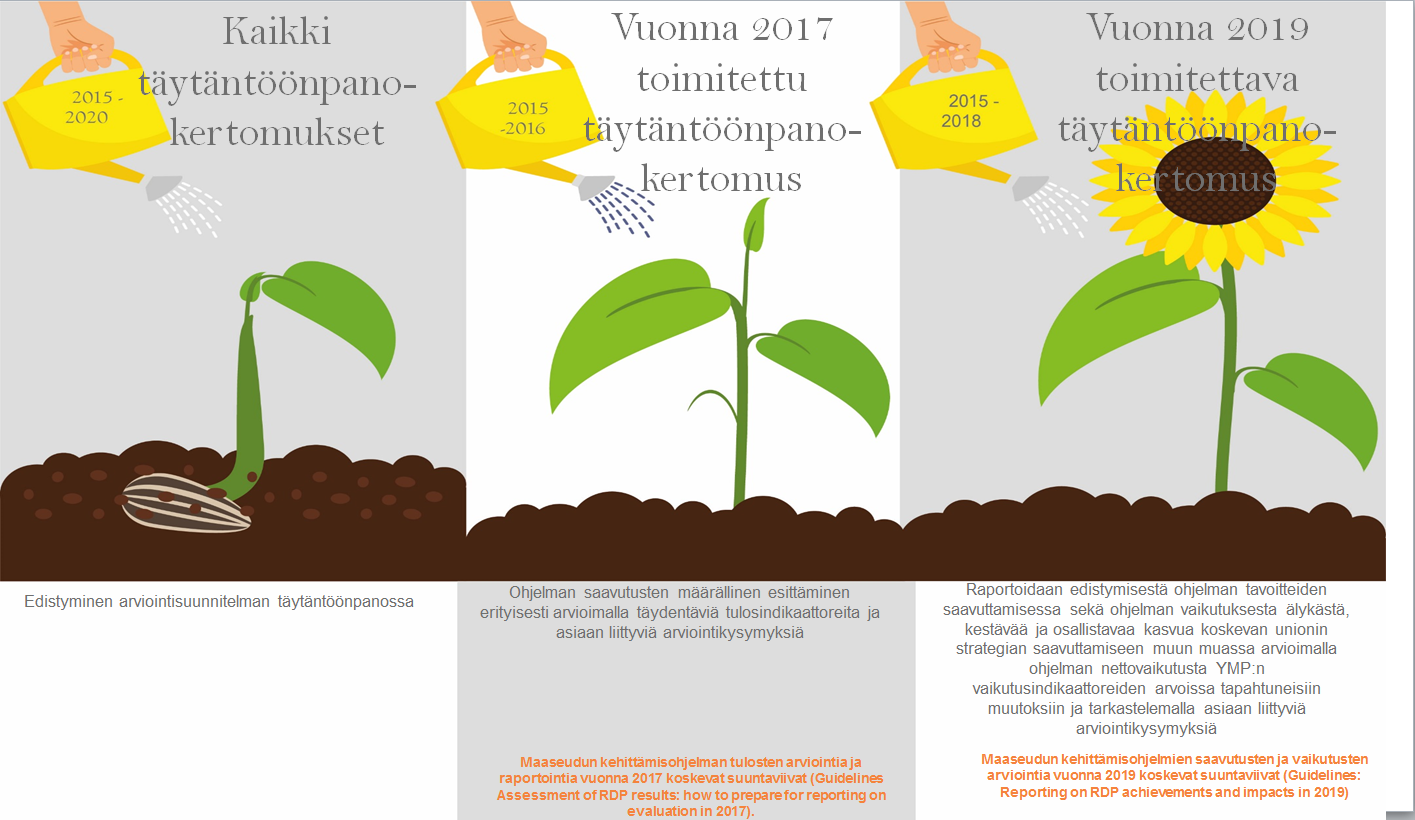 Kaikki
täytäntöönpano-
kertomukset
2015 -
2020
Edistyminen arviointisuunnitelman täytäntöönpanossa
Vuonna 2017
toimitettu
täytäntöönpano-
kertomus
2015
-2016
Ohjelman saavutusten määrällinen esittäminen
erityisesti arvioimalla täydentäviä tulosindikaattoreita ja
asiaan liittyviä arviointikysymyksiä
Maaseudun kehittämisohjelman tulosten arviointia ja
raportointia vuonna 2017 koskevat suuntaviivat (Guidelines
Assessment of RDP results: how to prepare for reporting on
evaluation in 2017).
Vuonna 2019
toimitettava
täytäntöönpano-
kertomus
2015 -
2018
Raportoidaan edistymisestä ohjelman tavoitteiden
saavuttamisessa sekä ohjelman vaikutuksesta älykästä,
kestävää ja osallistavaa kasvua koskevan unionin
strategian saavuttamiseen muun muassa arvioimalla
ohjelman nettovaikutusta YMP:n
vaikutusindikaattoreiden arvoissa tapahtuneisiin
muutoksiin ja tarkastelemalla asiaan liittyviä
arviointikysymyksiä
Maaseudun kehittämisohjelmien saavutusten ja vaikutusten
arviointia vuonna 2019 koskevat suuntaviivat (Guidelines:
Reporting on RDP achievements and impacts in 2019)